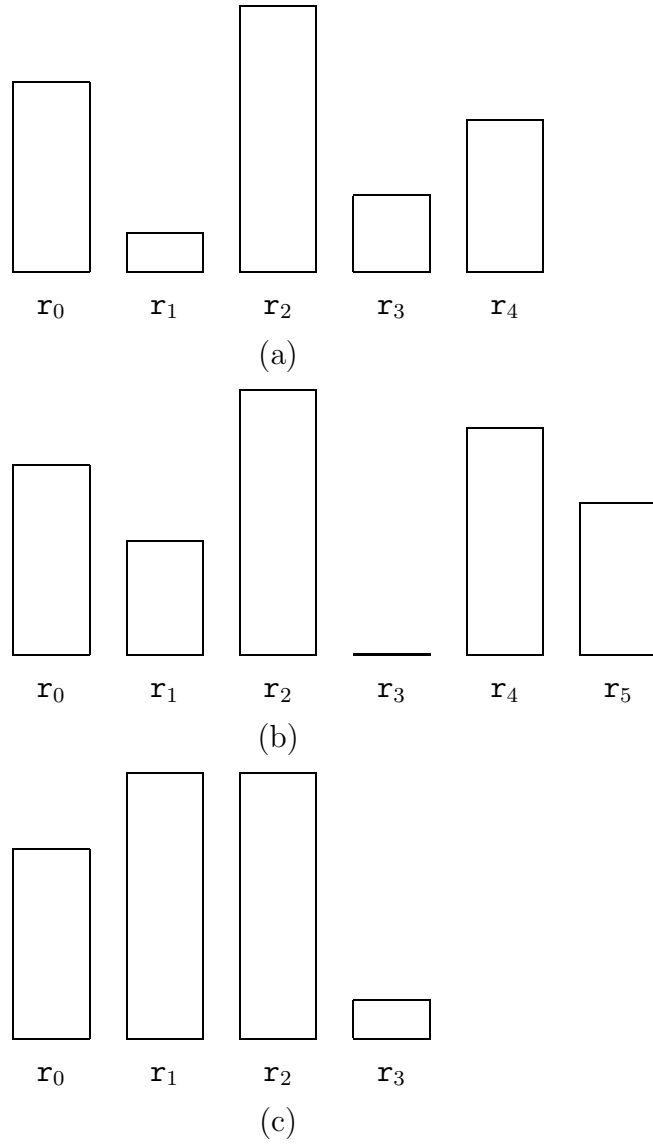 r₀ r₁ r₂ r₃ r₄
(a)
r₀ r₁ r₂ r₃ r₄ r₅
(b)
r₀ r₁ r₂ r₃
(c)